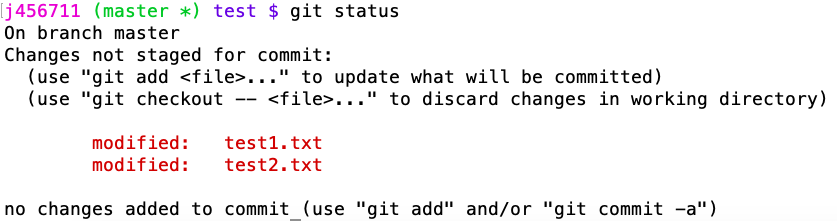 j456711 (master *) test $ git status
On branch master
Changes not staged for commit:
  (use "git add <file>..." to update what will be committed)
  (use "git checkout -- <file>..." to discard changes in working directory)

        modified:   test1.txt
        modified:   test2.txt

no changes added to commit_(use "git add" and/or "git commit -a")